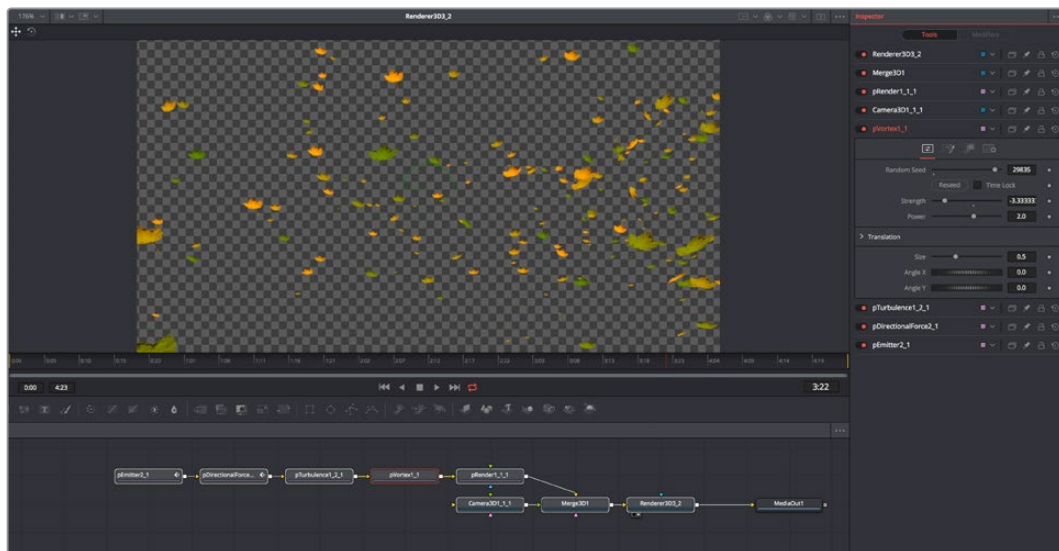 176%
Renderer3D3_2
Inspector
Tools
Modifiers
Renderer3D3_2
Merge3D1
pRender1_1_1
Camera3D1_1_1
pVortex1_1
Random Seed 29835
Reseed Time Lock
Strength -3.33333
Power 2.0
Translation
Size 0.5
Angle X 0.0
Angle Y 0.0
pTurbulence1_2_1
pDirectionalForce2_1
pEmitter2_1
0:00 4:23 3:22
pEmitter2_1 pDirectionalForce... pTurbulence1_2_1 pVortex1_1 pRender1_1_1
Camera3D1_1_1 Merge3D1 Renderer3D3_2 MediaOut1